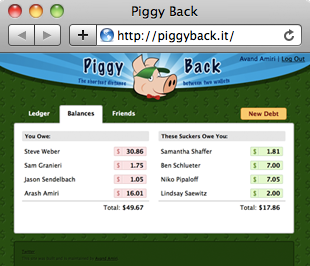 Piggy Back
http://piggyback.it/
Avand Amiri | Log Out
Piggy Back
The shortest distance between two wallets
Ledger Balances Friends New Debt
You Owe: These Suckers Owe You:
Steve Weber $ 30.86 Samantha Shaffer $ 1.81
Sam Cranieri $ 1.75 Ben Schlueter $ 7.00
Jason Sendelbach $ 1.05 Niko Pipaloff $ 7.05
Arash Amiri $ 16.01 Lindsay Saewitz $ 2.00
Total: $49.67 Total: $17.86